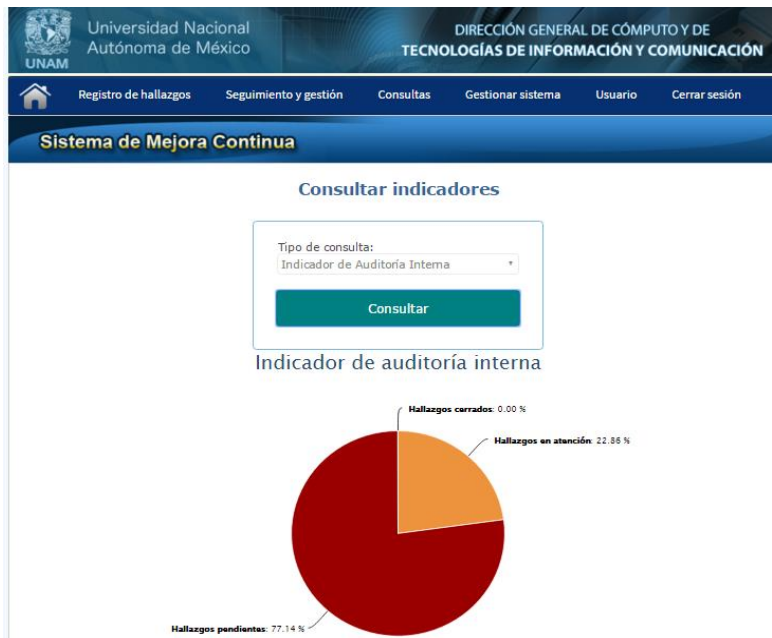 UNAM
Universidad Nacional
Autónoma de México
DIRECCIÓN GENERAL DE CÓMPUTO Y DE
TECNOLOGÍAS DE INFORMACIÓN Y COMUNICACIÓN
Registro de hallazgos Seguimiento y gestión Consultas Gestionar sistema Usuario Cerrar sesión
Sistema de Mejora Continua
Consultar indicadores
Tipo de consulta:
Indicador de Auditoría Interna
Consultar
Indicador de auditoría interna
Hallazgos cerrados: 0.00 %
Hallazgos en atención: 22.86 %
Hallazgos pendientes: 77.14 %